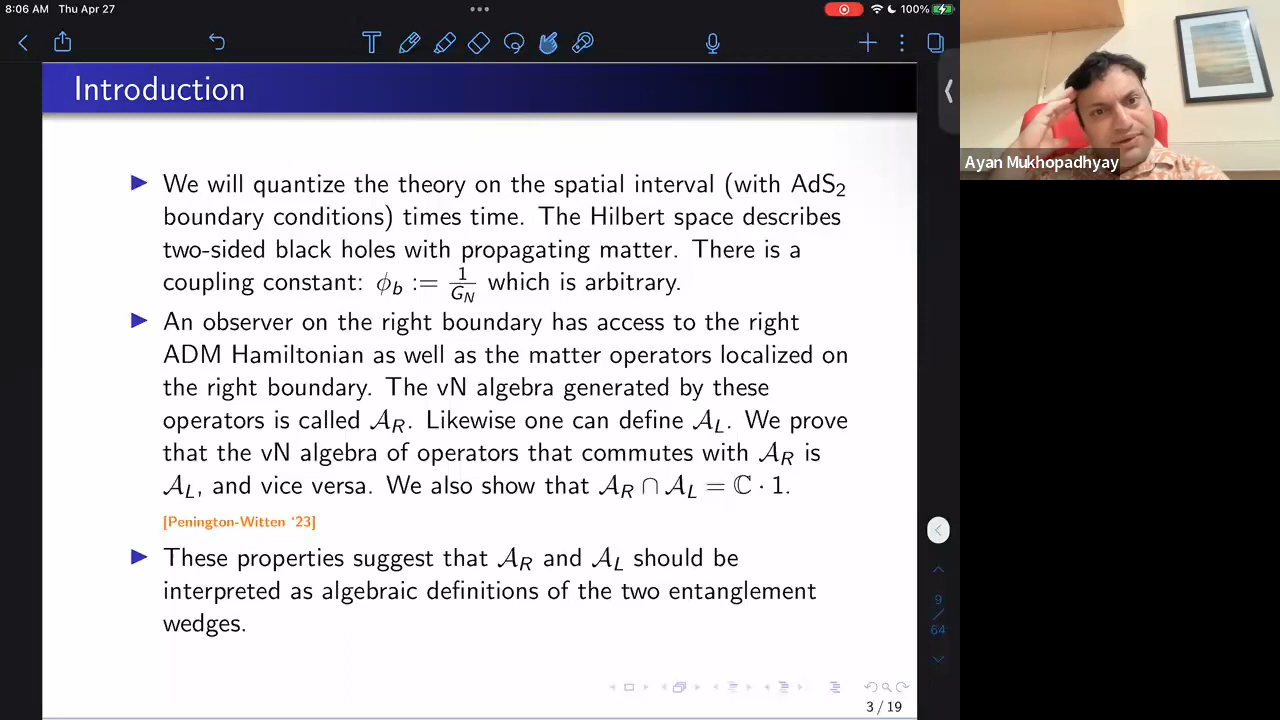 8:06 AM Thu Apr 27
100%
Introduction
We will quantize the theory on the spatial interval (with AdS₂
boundary conditions) times time. The Hilbert space describes
two-sided black holes with propagating matter. There is a
coupling constant: ϕ_b := 1/G_N which is arbitrary.
An observer on the right boundary has access to the right
ADM Hamiltonian as well as the matter operators localized on
the right boundary. The vN algebra generated by these
operators is called 𝒜_R. Likewise one can define 𝒜_L. We prove
that the vN algebra of operators that commutes with 𝒜_R is
𝒜_L, and vice versa. We also show that 𝒜_R ∩ 𝒜_L = ℂ · 1.
[Penington-Witten '23]
These properties suggest that 𝒜_R and 𝒜_L should be
interpreted as algebraic definitions of the two entanglement
wedges.
3 / 19
9 / 64
Ayan Mukhopadhyay